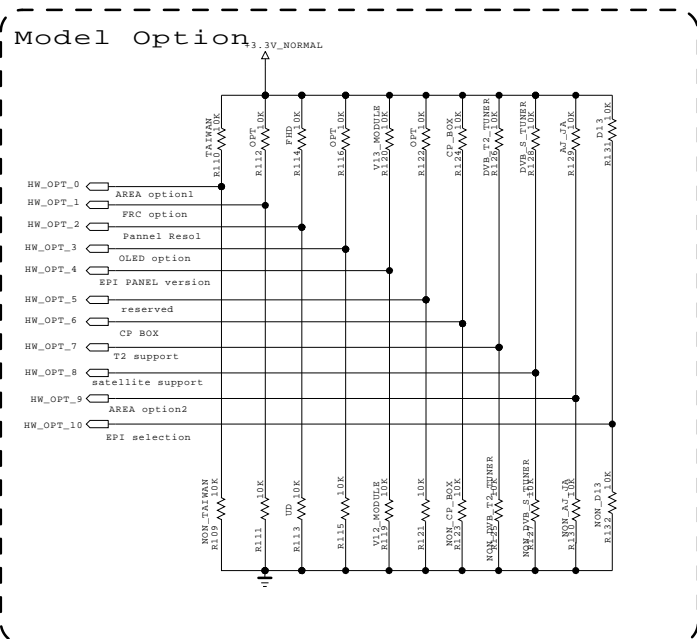 Model Option
+3.3V_NORMAL
TAIWAN
R110 10K
OPT
R112 10K
FHD
R114 10K
OPT
R116 10K
V13_MODULE
R120 10K
OPT
R122 10K
CP_BOX
R124 10K
DVB_T2_TUNER
R126 10K
DVB_S_TUNER
R128 10K
AJ_JA
R129 10K
D13
R131 10K
HW_OPT_0
AREA option1
HW_OPT_1
FRC option
HW_OPT_2
Pannel Resol
HW_OPT_3
OLED option
HW_OPT_4
EPI PANEL version
HW_OPT_5
reserved
HW_OPT_6
CP BOX
HW_OPT_7
T2 support
HW_OPT_8
satellite support
HW_OPT_9
AREA option2
HW_OPT_10
EPI selection
NON_TAIWAN
R109 10K
R111 10K
UD
R113 10K
R115 10K
V12_MODULE
R119 10K
R121 10K
NON_CP_BOX
R123 10K
NON_DVB_T2_TUNER
R125 10K
NON_DVB_S_TUNER
R127 10K
NON_AJ_JA
R130 10K
NON_D13
R132 10K